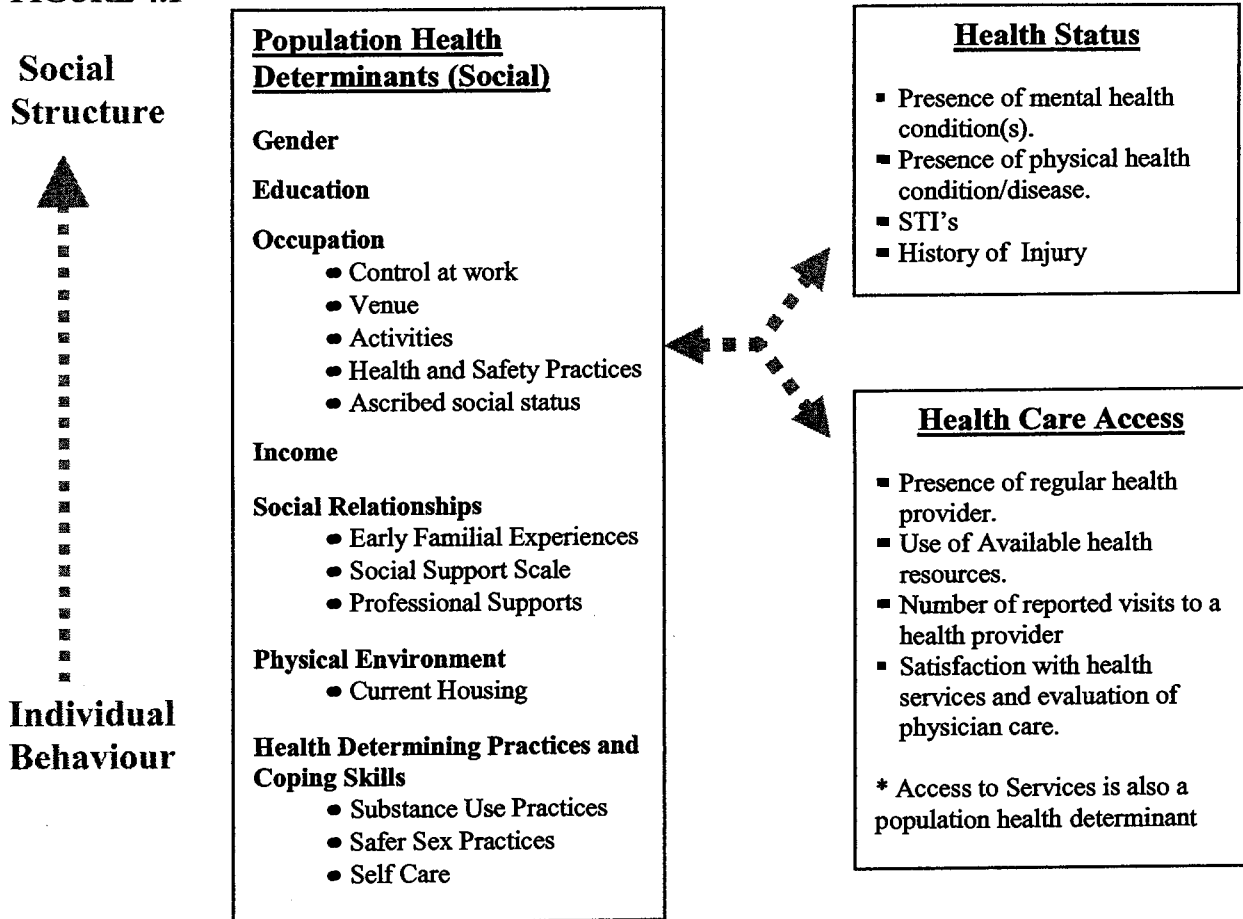 Social
Structure
Individual
Behaviour
Population Health
Determinants (Social)
Gender
Education
Occupation
• Control at work
• Venue
• Activities
• Health and Safety Practices
• Ascribed social status
Income
Social Relationships
• Early Familial Experiences
• Social Support Scale
• Professional Supports
Physical Environment
• Current Housing
Health Determining Practices and
Coping Skills
• Substance Use Practices
• Safer Sex Practices
• Self Care
Health Status
▪ Presence of mental health
condition(s).
▪ Presence of physical health
condition/disease.
▪ STI's
▪ History of Injury
Health Care Access
▪ Presence of regular health
provider.
▪ Use of Available health
resources.
▪ Number of reported visits to a
health provider
▪ Satisfaction with health
services and evaluation of
physician care.
* Access to Services is also a
population health determinant